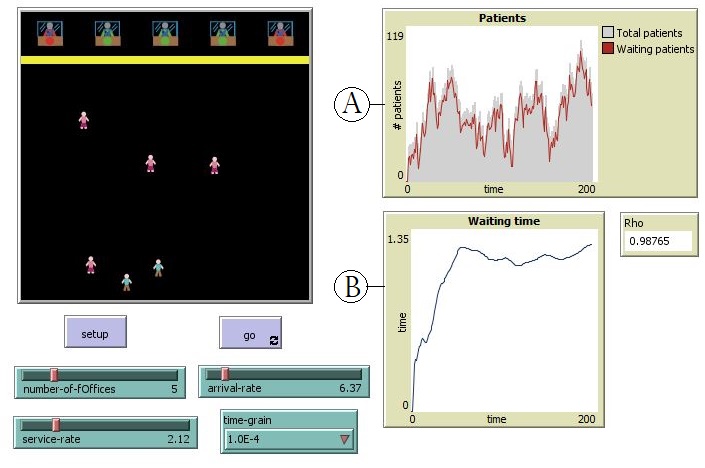 Patients
119
# patients
0
0
time
200
Total patients
Waiting patients
A
Waiting time
1.35
time
0
0
time
200
B
Rho
0.98765
setup
go
number-of-fOffices
5
arrival-rate
6.37
service-rate
2.12
time-grain
1.0E-4